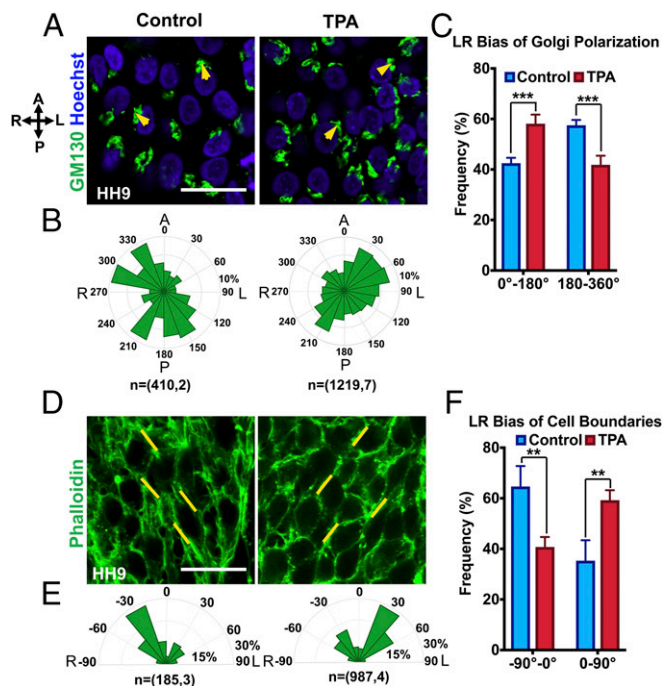 A
Control
TPA
GM130 Hoechst
A
R L
P
HH9
B
A
0
30
60
10%
90 L
120
150
180
P
210
240
R 270
300
330
n=(410,2)
A
0
30
60
10%
90 L
120
150
180
P
210
240
R 270
300
330
n=(1219,7)
C
LR Bias of Golgi Polarization
Control TPA
Frequency (%)
80
60
40
20
0
*** ***
0°-180° 180-360°
D
Phalloidin
HH9
E
0
-30 30
-60 60
30%
R-90 15% 90 L
n=(185,3)
0
-30 30
-60 60
30%
R-90 15% 90 L
n=(987,4)
F
LR Bias of Cell Boundaries
Control TPA
Frequency (%)
80
60
40
20
0
** **
-90°-0° 0-90°